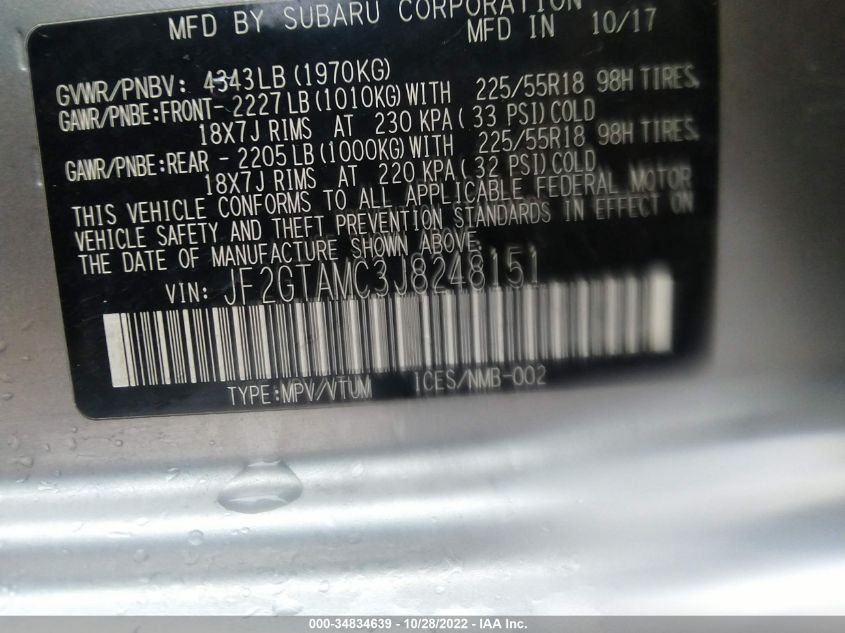 MFD BY SUBARU CORPORATION
MFD IN 10/17
GVWR/PNBV: 4343LB(1970KG)
GAWR/PNBE:FRONT-2227LB(1010KG)WITH 225/55R18 98H TIRES,
18X7J RIMS AT 230 KPA( 33 PSI)COLD
GAWR/PNBE:REAR -2205LB(1000KG)WITH 225/55R18 98H TIRES,
18X7J RIMS AT 220 KPA( 32 PSI)COLD
THIS VEHICLE CONFORMS TO ALL APPLICABLE FEDERAL MOTOR
VEHICLE SAFETY AND THEFT PREVENTION STANDARDS IN EFFECT ON
THE DATE OF MANUFACTURE SHOWN ABOVE.
VIN: JF2GTAMC3J8248151
TYPE:MPV/VTUM ICES/NMB-002
000-34834639 - 10/28/2022 - IAA Inc.